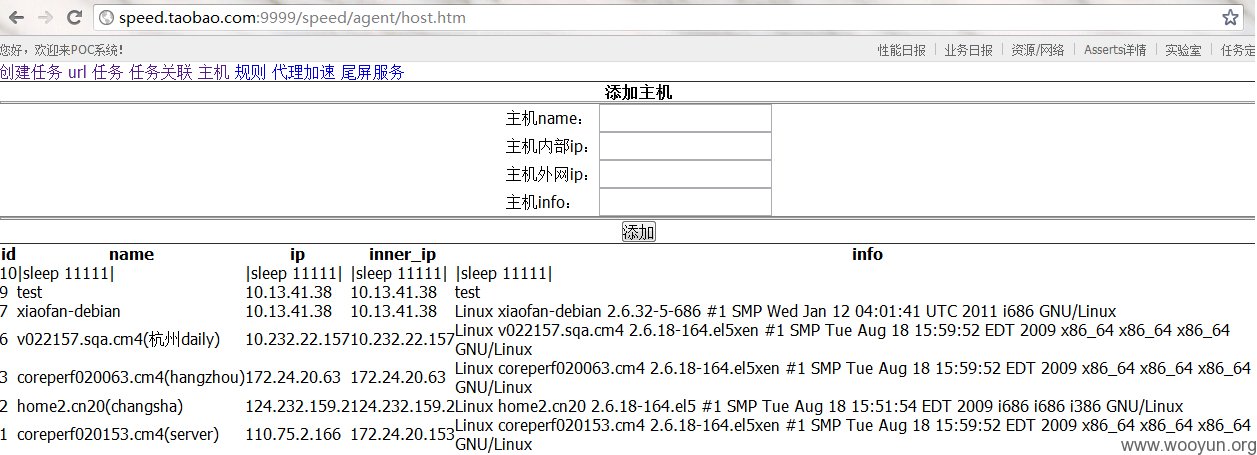 speed.taobao.com:9999/speed/agent/host.htm
您好，欢迎来POC系统! 性能日报 | 业务日报 | 资源/网络 | Asserts详情 | 实验室 | 任务定
创建任务 url 任务 任务关联 主机 规则 代理加速 尾屏服务
添加主机
主机name：
主机内部ip：
主机外网ip：
主机info：
添加
id name ip inner_ip info
10 |sleep 11111| |sleep 11111| |sleep 11111| |sleep 11111|
9 test 10.13.41.38 10.13.41.38 test
7 xiaofan-debian 10.13.41.38 10.13.41.38 Linux xiaofan-debian 2.6.32-5-686 #1 SMP Wed Jan 12 04:01:41 UTC 2011 i686 GNU/Linux
6 v022157.sqa.cm4(杭州daily) 10.232.22.157 10.232.22.157 Linux v022157.sqa.cm4 2.6.18-164.el5xen #1 SMP Tue Aug 18 15:59:52 EDT 2009 x86_64 x86_64 x86_64
GNU/Linux
3 coreperf020063.cm4(hangzhou) 172.24.20.63 172.24.20.63 Linux coreperf020063.cm4 2.6.18-164.el5xen #1 SMP Tue Aug 18 15:59:52 EDT 2009 x86_64 x86_64 x86_64
GNU/Linux
2 home2.cn20(changsha) 124.232.159.2 124.232.159.2 Linux home2.cn20 2.6.18-164.el5 #1 SMP Tue Aug 18 15:51:54 EDT 2009 i686 i686 i386 GNU/Linux
1 coreperf020153.cm4(server) 110.75.2.166 172.24.20.153 Linux coreperf020153.cm4 2.6.18-164.el5xen #1 SMP Tue Aug 18 15:59:52 EDT 2009 x86_64 x86_64 x86_64
GNU/Linux
www.wooyun.org